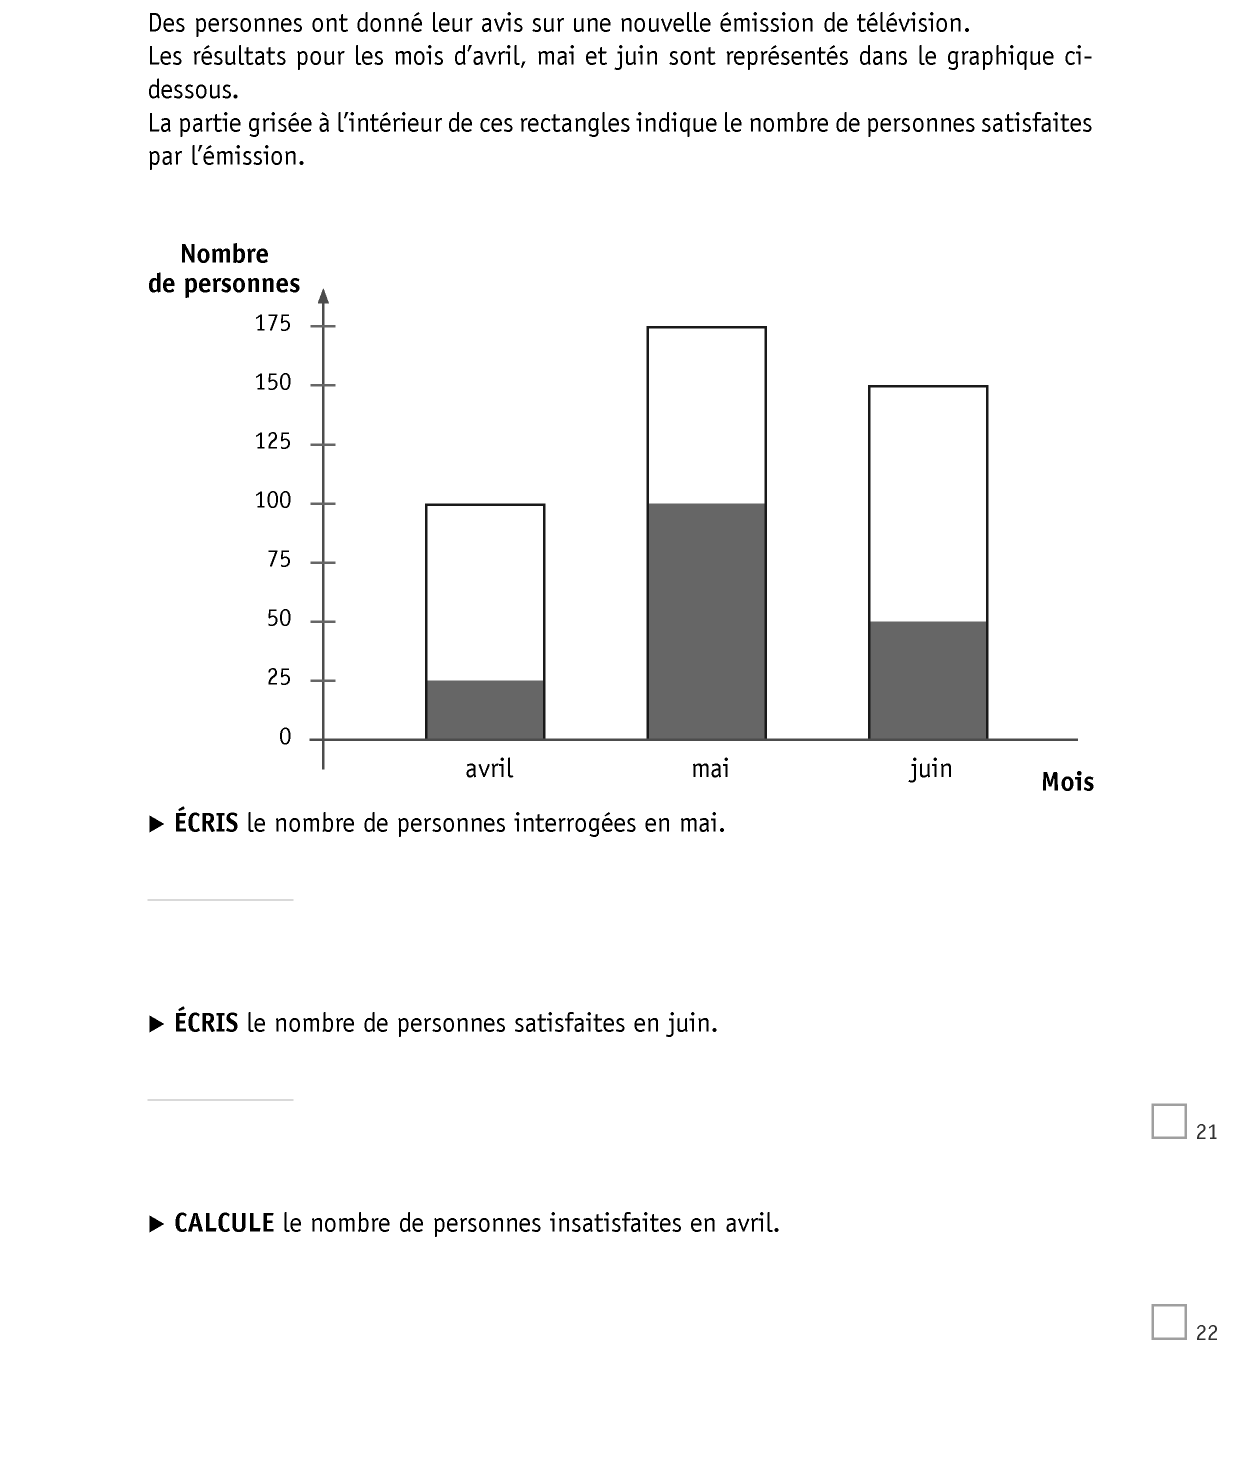 Des personnes ont donné leur avis sur une nouvelle émission de télévision.
Les résultats pour les mois d’avril, mai et juin sont représentés dans le graphique ci-
dessous.
La partie grisée à l’intérieur de ces rectangles indique le nombre de personnes satisfaites
par l’émission.
Nombre
de personnes
175
150
125
100
75
50
25
0
avril
mai
juin
Mois
▶ ÉCRIS le nombre de personnes interrogées en mai.
▶ ÉCRIS le nombre de personnes satisfaites en juin.
21
▶ CALCULE le nombre de personnes insatisfaites en avril.
22